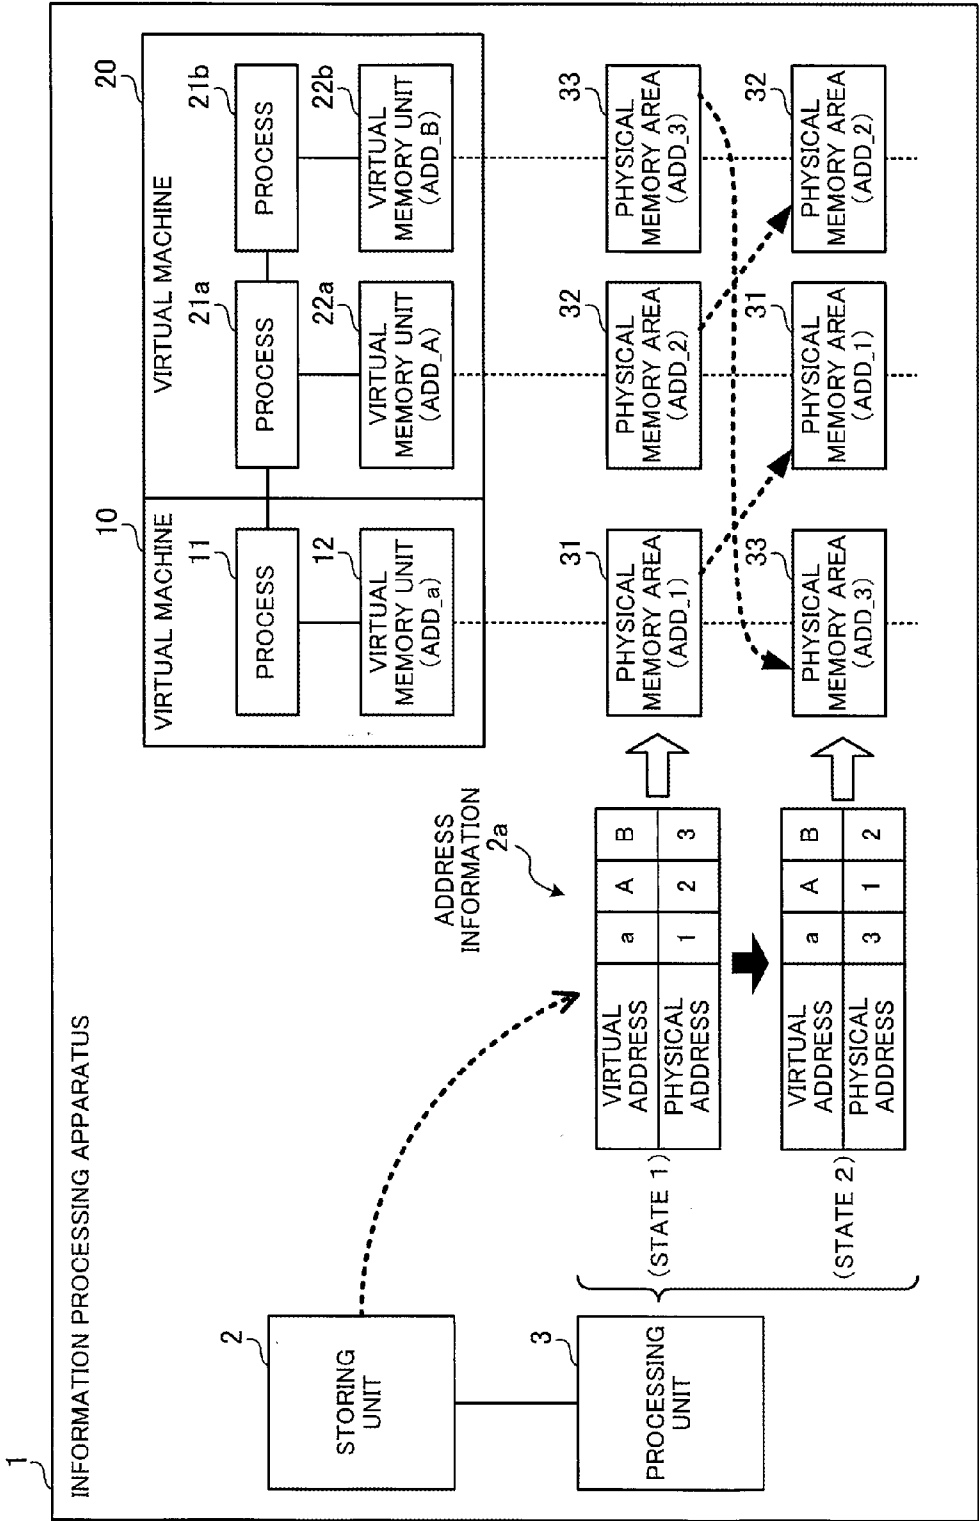 1
INFORMATION PROCESSING APPARATUS
2
STORING
UNIT
3
PROCESSING
UNIT
ADDRESS
INFORMATION
2a
(STATE 1)
VIRTUAL
ADDRESS
a
A
B
PHYSICAL
ADDRESS
1
2
3
(STATE 2)
VIRTUAL
ADDRESS
a
A
B
PHYSICAL
ADDRESS
3
1
2
10
VIRTUAL MACHINE
11
PROCESS
12
VIRTUAL
MEMORY UNIT
(ADD_a)
20
VIRTUAL MACHINE
21a
PROCESS
22a
VIRTUAL
MEMORY UNIT
(ADD_A)
21b
PROCESS
22b
VIRTUAL
MEMORY UNIT
(ADD_B)
31
PHYSICAL
MEMORY AREA
(ADD_1)
32
PHYSICAL
MEMORY AREA
(ADD_2)
33
PHYSICAL
MEMORY AREA
(ADD_3)
33
PHYSICAL
MEMORY AREA
(ADD_3)
31
PHYSICAL
MEMORY AREA
(ADD_1)
32
PHYSICAL
MEMORY AREA
(ADD_2)